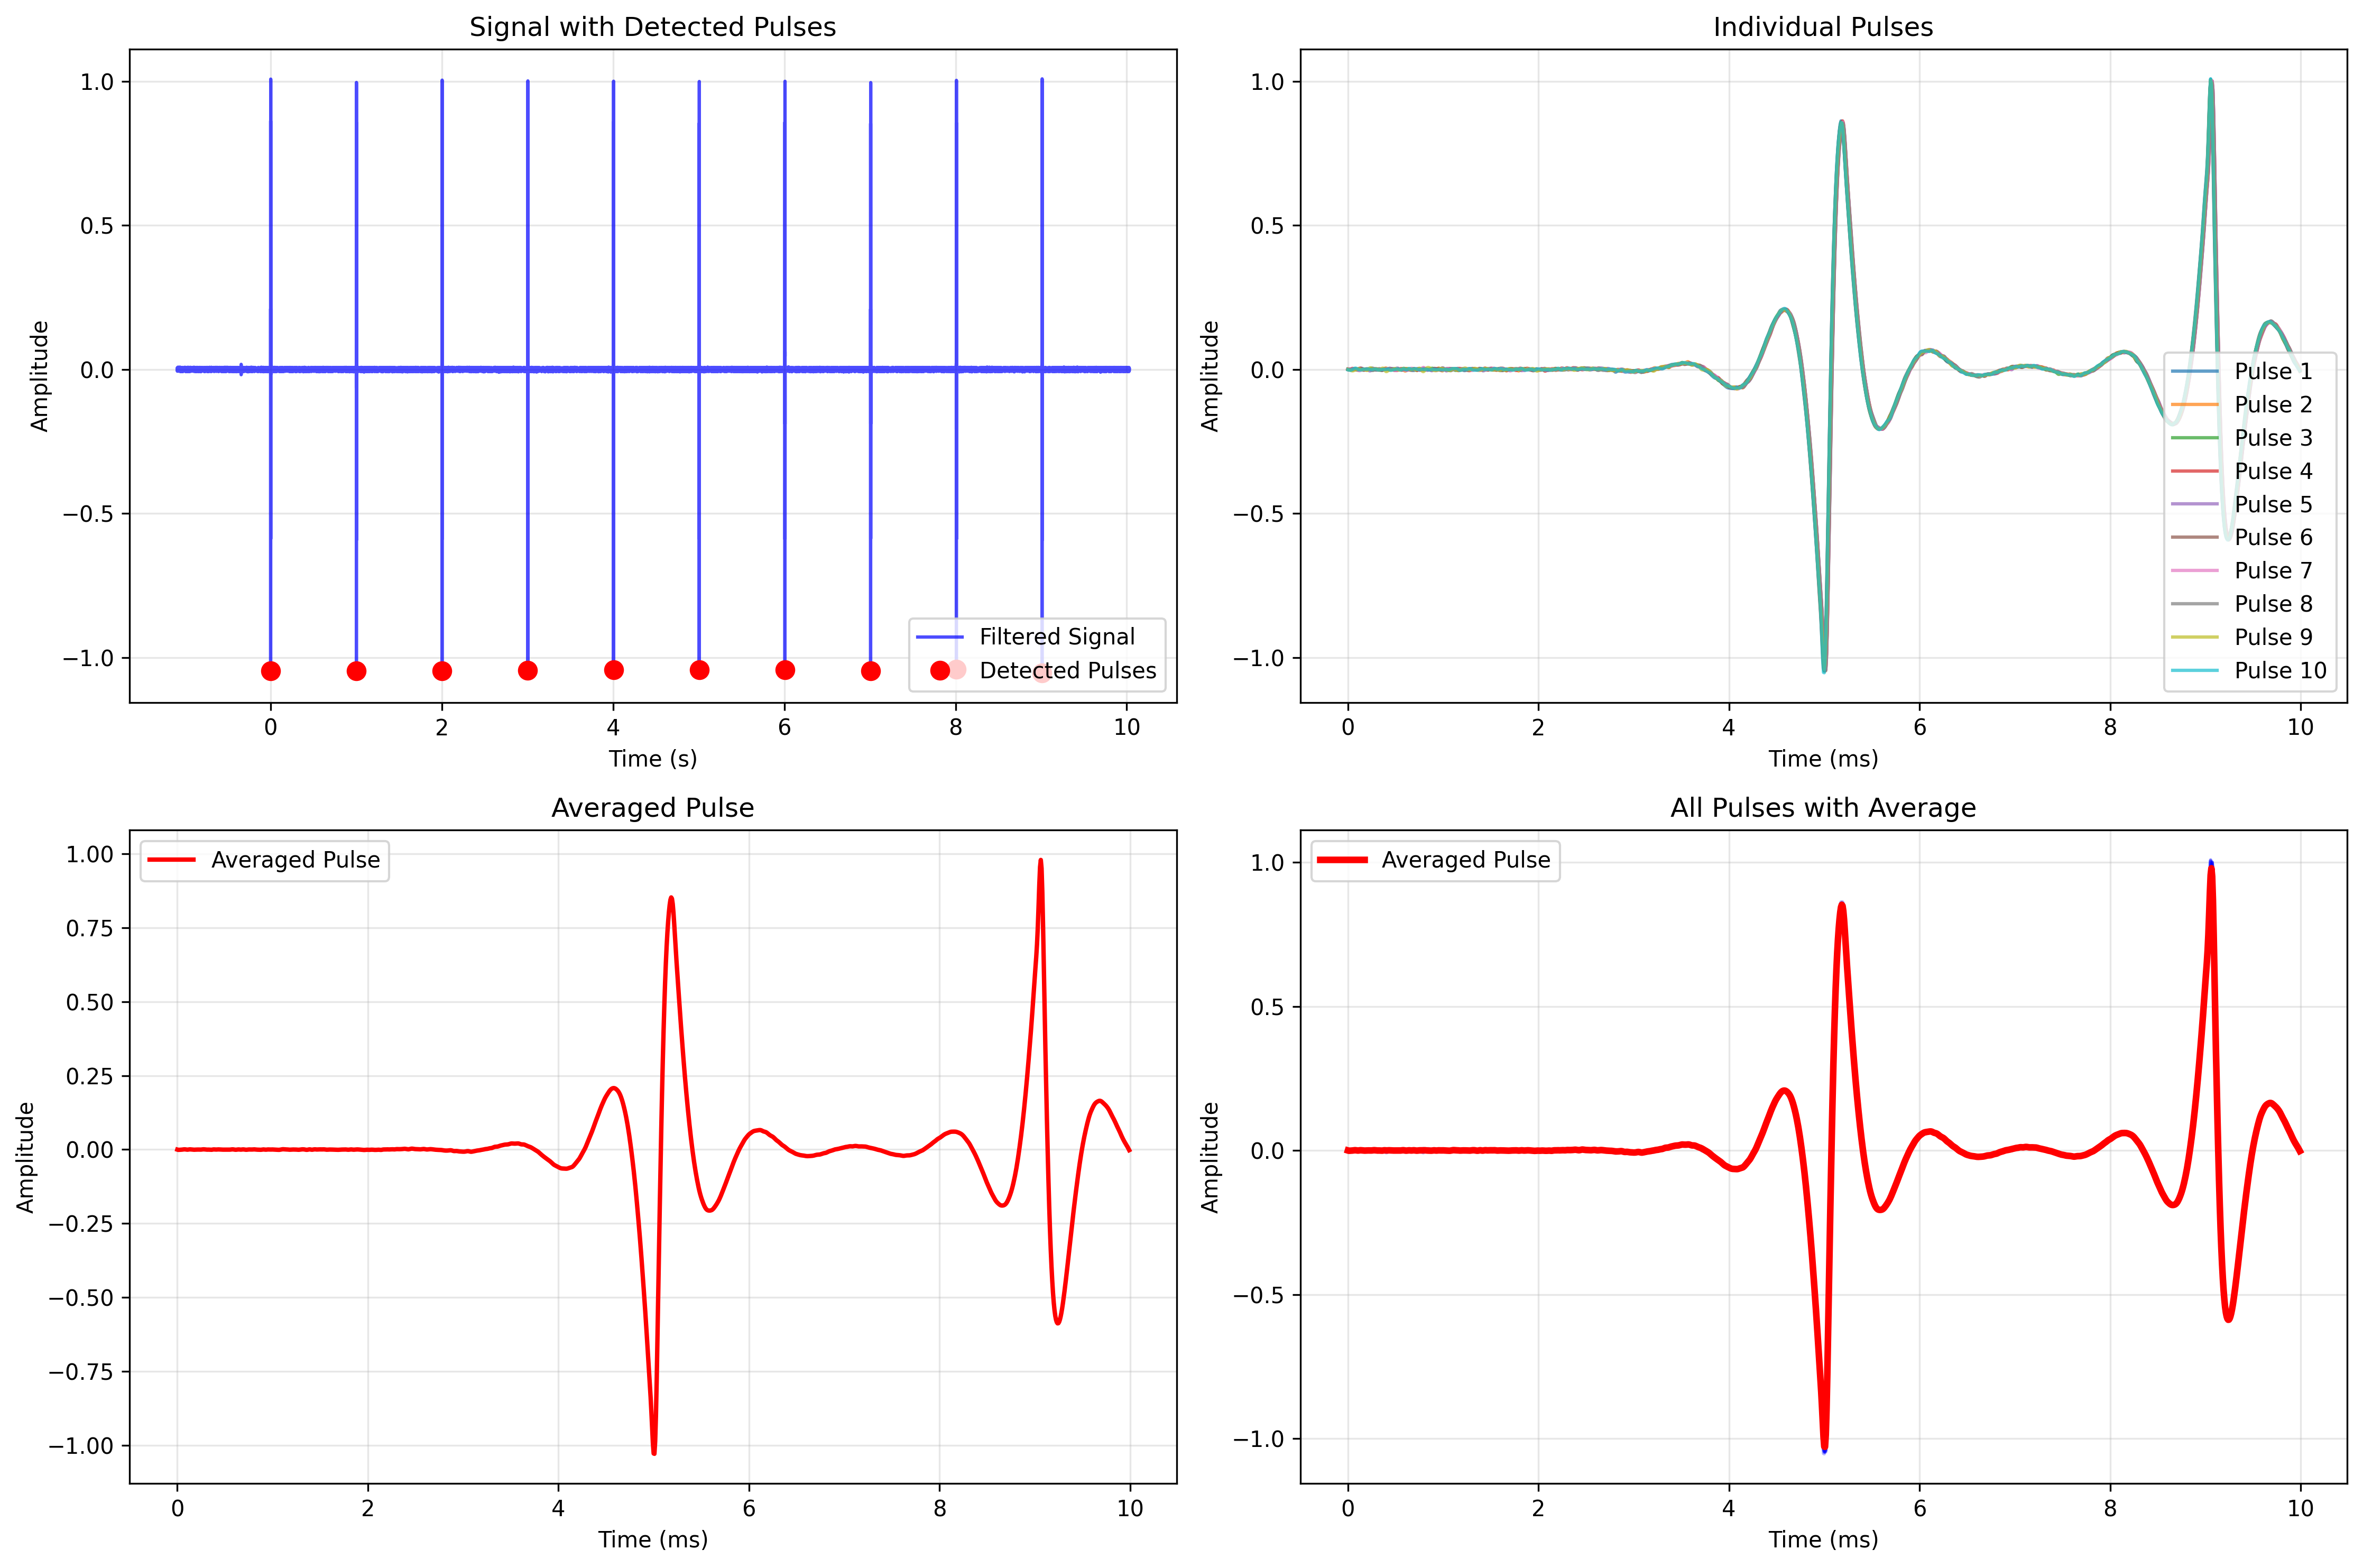 Signal with Detected Pulses
1.0
0.5
0.0
−0.5
−1.0
Amplitude
Filtered Signal
Detected Pulses
0 2 4 6 8 10
Time (s)
Individual Pulses
1.0
0.5
0.0
−0.5
−1.0
Amplitude
Pulse 1
Pulse 2
Pulse 3
Pulse 4
Pulse 5
Pulse 6
Pulse 7
Pulse 8
Pulse 9
Pulse 10
0 2 4 6 8 10
Time (ms)
Averaged Pulse
Averaged Pulse
1.00
0.75
0.50
0.25
0.00
−0.25
−0.50
−0.75
−1.00
Amplitude
0 2 4 6 8 10
Time (ms)
All Pulses with Average
Averaged Pulse
1.0
0.5
0.0
−0.5
−1.0
Amplitude
0 2 4 6 8 10
Time (ms)